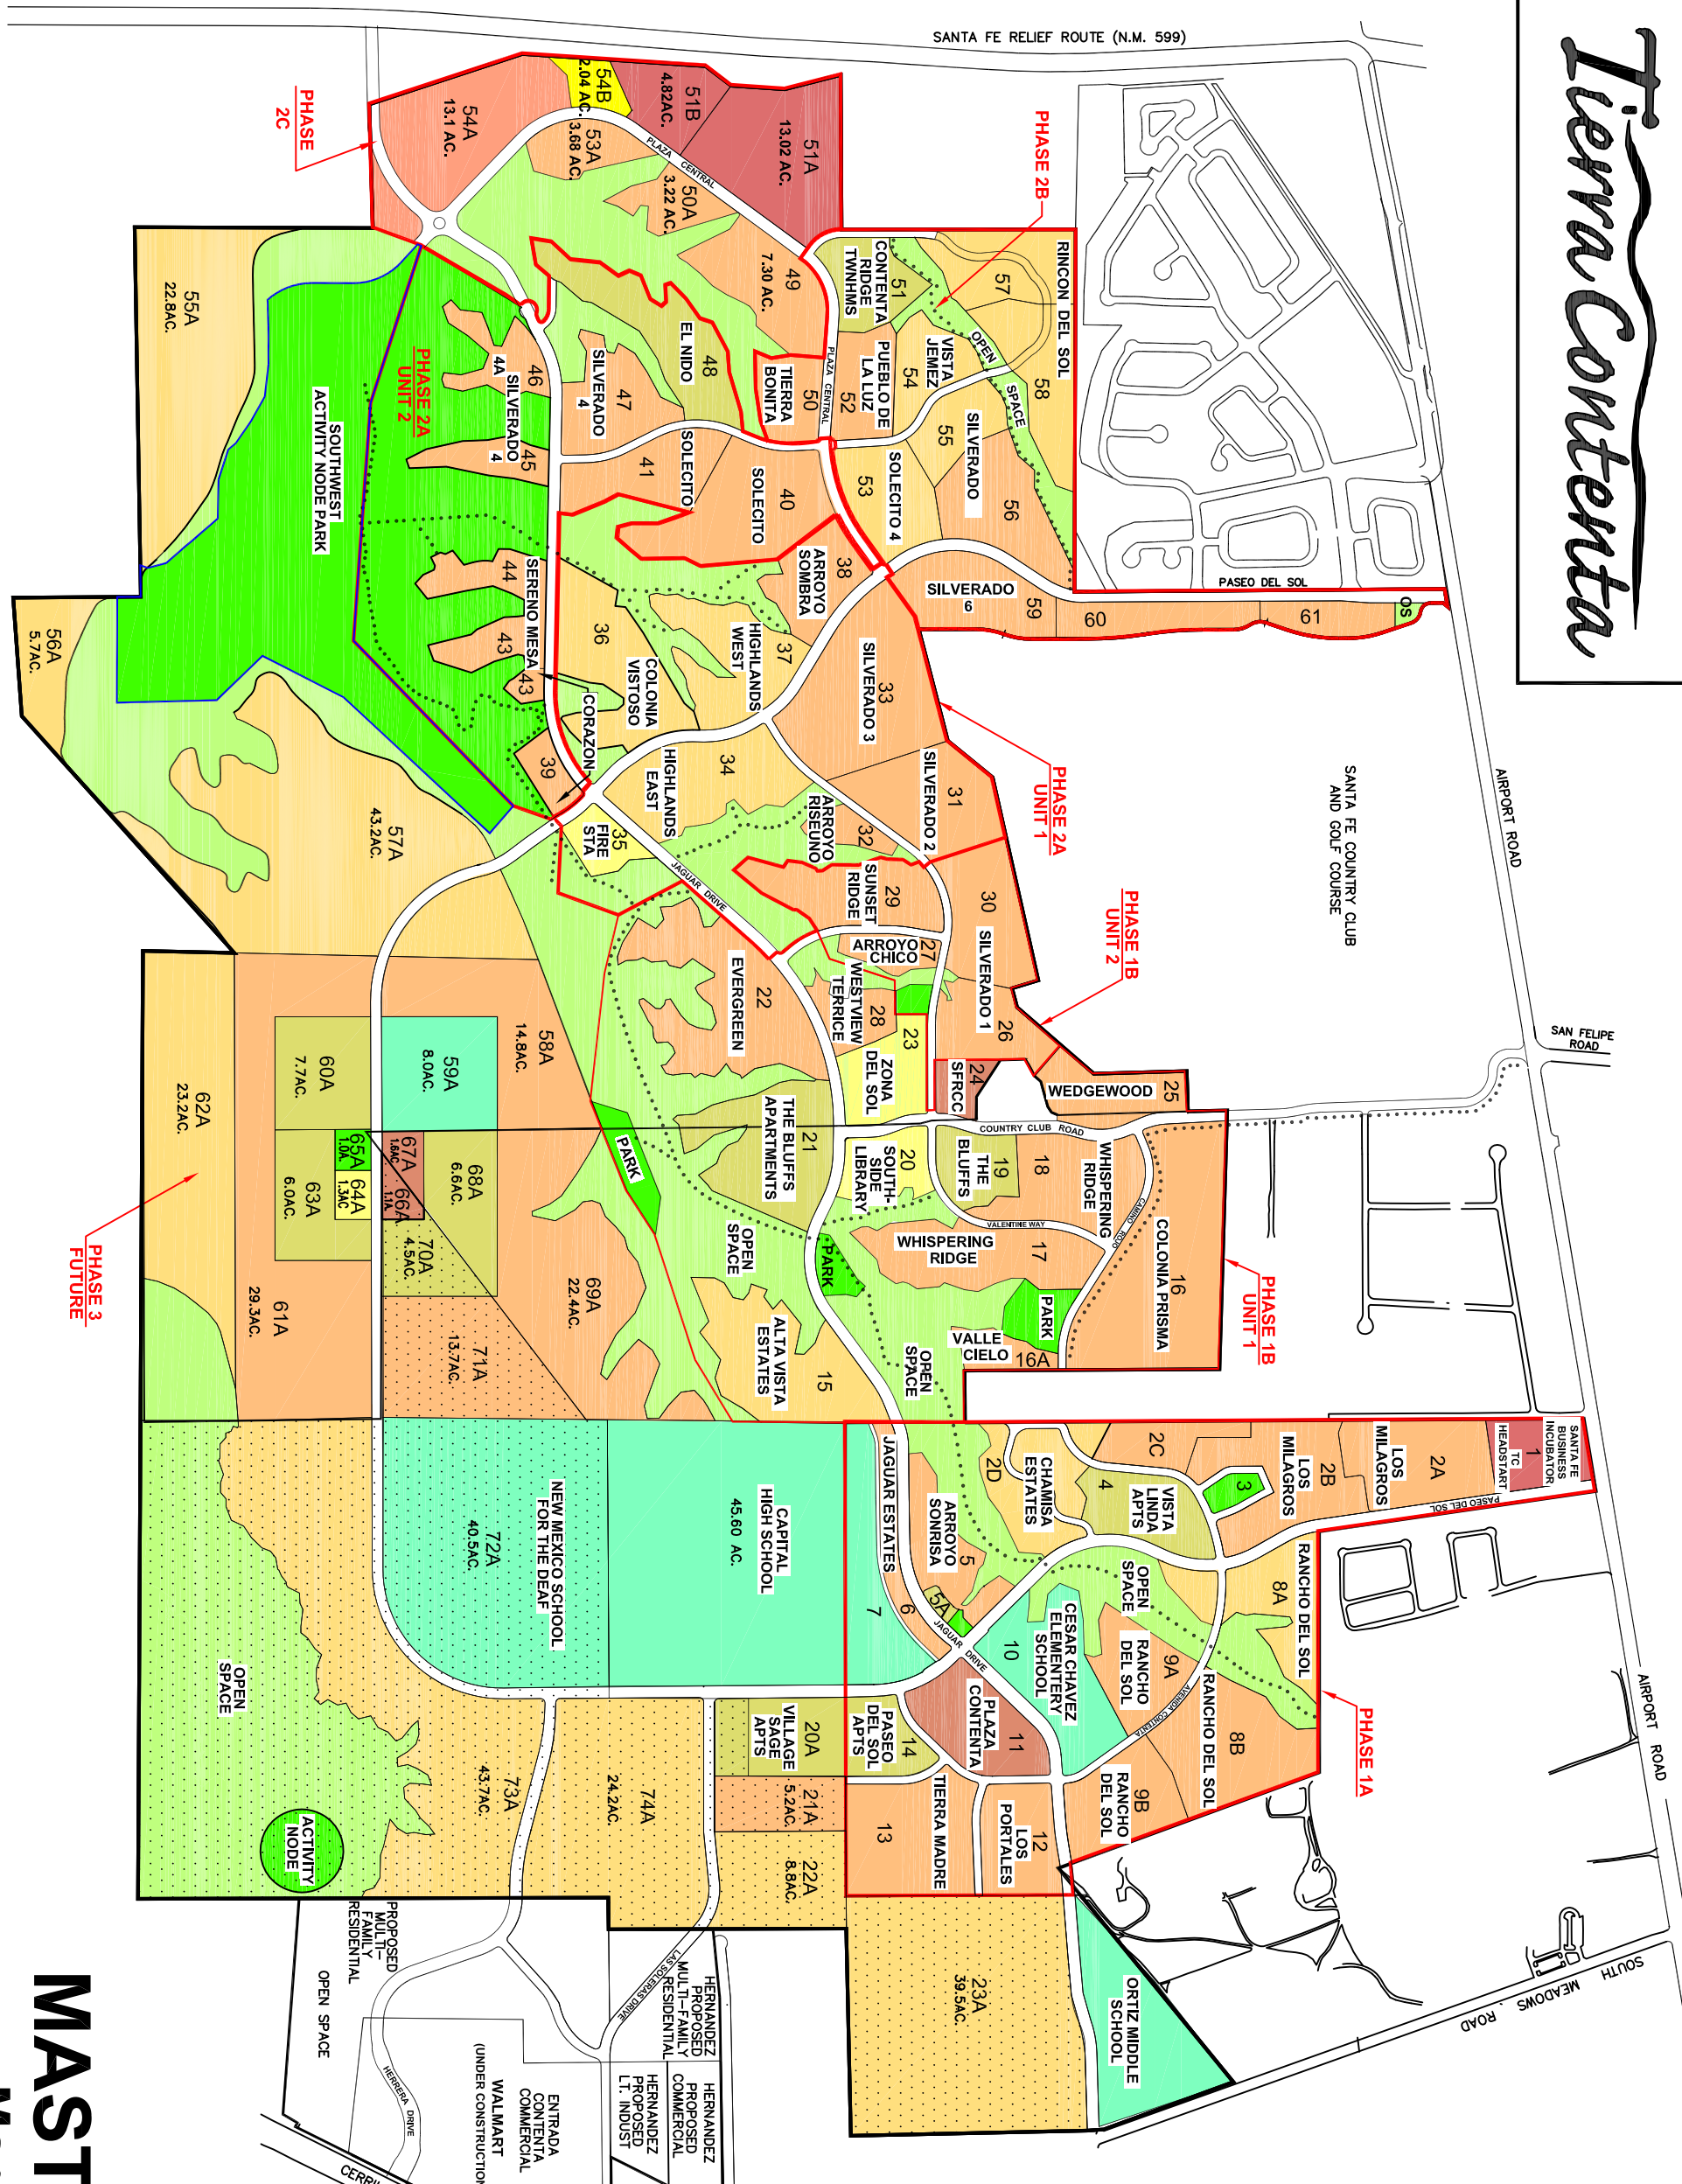 Tierra Contenta
SANTA FE RELIEF ROUTE (N.M. 599)
AIRPORT ROAD
SANTA FE COUNTRY CLUB
AND GOLF COURSE
SAN FELIPE
ROAD
AIRPORT ROAD
SOUTH MEADOWS ROAD
PHASE
2C
PHASE 2B
PHASE 2A
UNIT 1
PHASE 2A
UNIT 2
PHASE 1B
UNIT 2
PHASE 1B
UNIT 1
PHASE 1A
PHASE 3
FUTURE
54A
13.1 AC.
54B
2.04 AC.
53A
3.68 AC.
51B
4.82AC.
51A
13.02 AC.
PLAZA CENTRAL
50A
3.22 AC.
49
7.30 AC.
RINCON DEL SOL
57
58
CONTENTA
RIDGE
TWNHMS
51
OPEN
SPACE
VISTA
JEMEZ
54
PUEBLO DE
LA LUZ
52
PLAZA CENTRAL
TIERRA
BONITA
50
EL NIDO
48
SILVERADO
4
47
46
SILVERADO
4A
SILVERADO
4
45
SOLECITO
41
SOLECITO
40
SOLECITO 4
53
55
SILVERADO
56
PASEO DEL SOL
SILVERADO
6
59
60
61
OS
ARROYO
SOMBRA
38
SILVERADO 3
33
HIGHLANDS
WEST
37
36
COLONIA
VISTOSO
SERENO MESA
44
43
43
CORAZON
39
HIGHLANDS
EAST
34
SILVERADO 2
31
ARROYO
RISEUNO
32
35
FIRE
STA
JAGUAR DRIVE
SUNSET
RIDGE
29
30
SILVERADO 1
26
ARROYO
CHICO
27
WESTVIEW
TERRICE
28
EVERGREEN
22
ZONA
DEL SOL
23
24
SFRCC
WEDGEWOOD
25
COUNTRY CLUB ROAD
THE BLUFFS
APARTMENTS
21
SOUTH-
SIDE
LIBRARY
20
THE
BLUFFS
19
18
WHISPERING
RIDGE
CAMINO ROJO
VALENTINE WAY
WHISPERING
RIDGE
17
COLONIA PRISMA
16
PARK
PARK
PARK
VALLE
CIELO
16A
OPEN
SPACE
OPEN
SPACE
ALTA VISTA
ESTATES
15
SOUTHWEST
ACTIVITY NODE PARK
55A
22.8AC.
56A
5.7AC.
57A
43.2AC.
58A
14.8AC.
59A
8.0AC.
60A
7.7AC.
61A
29.3AC.
62A
23.2AC.
63A
6.0AC.
64A
1.3AC
65A
1.0A.
66A
1.1A.
67A
1.6AC.
68A
6.6AC.
69A
22.4AC.
70A
4.5AC.
71A
13.7AC.
NEW MEXICO SCHOOL
FOR THE DEAF
72A
40.5AC.
CAPITAL
HIGH SCHOOL
45.60 AC.
SANTA FE
BUSINESS
INCUBATOR
1
TC
HEADSTART
LOS
MILAGROS
2A
LOS
MILAGROS
2B
2C
PASEO DEL SOL
3
VISTA
LINDA
APTS
4
CHAMISA
ESTATES
2D
ARROYO
SONRISA
5
5A
JAGUAR ESTATES
6
7
JAGUAR DRIVE
OPEN
SPACE
RANCHO DEL SOL
8A
RANCHO DEL SOL
8B
RANCHO
DEL SOL
9A
AVENIDA CONTENTA
RANCHO
DEL SOL
9B
CESAR CHAVEZ
ELEMENTERY
SCHOOL
10
PLAZA
CONTENTA
11
LOS
PORTALES
12
TIERRA MADRE
13
PASEO
DEL SOL
APTS
14
VILLAGE
SAGE
APTS
20A
21A
5.2AC.
22A
8.8AC.
23A
39.5AC.
ORTIZ MIDDLE
SCHOOL
74A
24.2AC.
73A
43.7AC.
OPEN
SPACE
ACTIVITY
NODE
PROPOSED
MULTI-
FAMILY
RESIDENTIAL
OPEN SPACE
HERRERA DRIVE
LAS SOLERAS DRIVE
HERNANDEZ
PROPOSED
MULTI-FAMILY
RESIDENTIAL
HERNANDEZ
PROPOSED
COMMERCIAL
HERNANDEZ
PROPOSED
LT. INDUST
ENTRADA
CONTENTA
COMMERCIAL
WALMART
(UNDER CONSTRUCTION
MAST